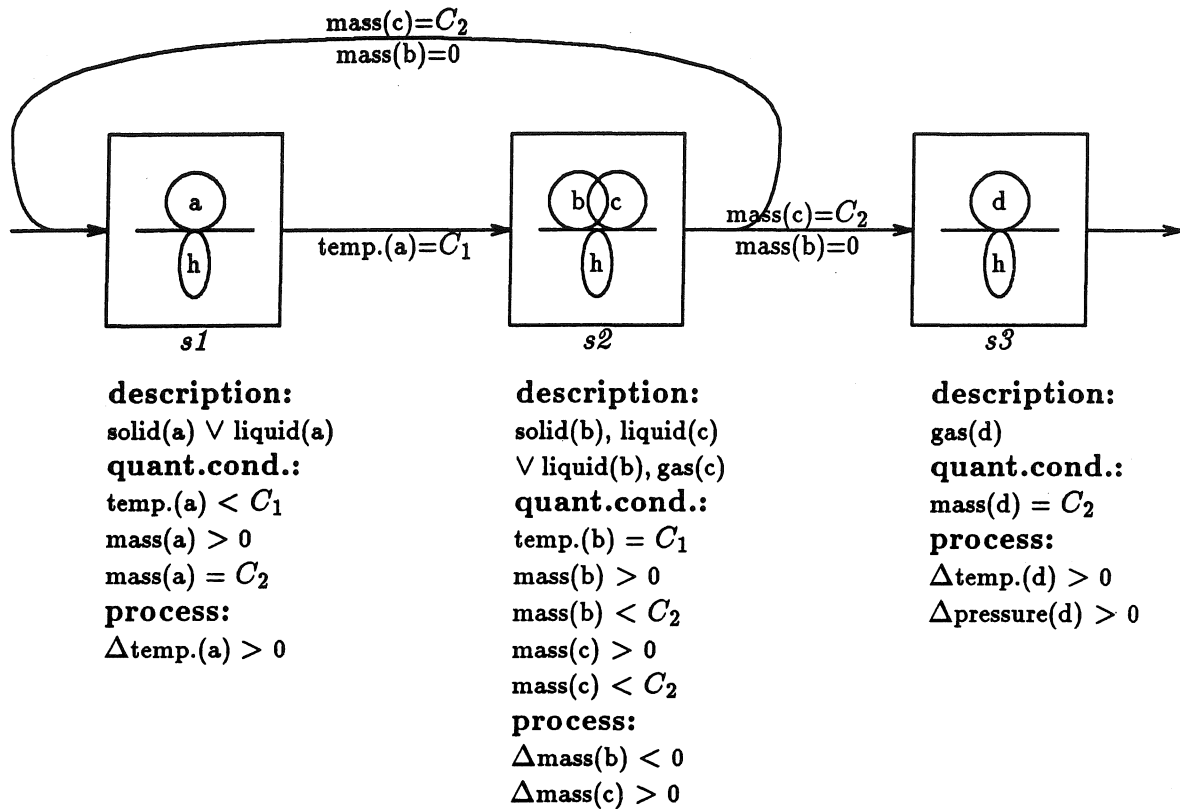 mass(c)=C₂
mass(b)=0
a
h
s1
temp.(a)=C₁
b c
h
s2
mass(c)=C₂
mass(b)=0
d
h
s3
description:
solid(a) ∨ liquid(a)
quant.cond.:
temp.(a) < C₁
mass(a) > 0
mass(a) = C₂
process:
Δtemp.(a) > 0
description:
solid(b), liquid(c)
∨ liquid(b), gas(c)
quant.cond.:
temp.(b) = C₁
mass(b) > 0
mass(b) < C₂
mass(c) > 0
mass(c) < C₂
process:
Δmass(b) < 0
Δmass(c) > 0
description:
gas(d)
quant.cond.:
mass(d) = C₂
process:
Δtemp.(d) > 0
Δpressure(d) > 0